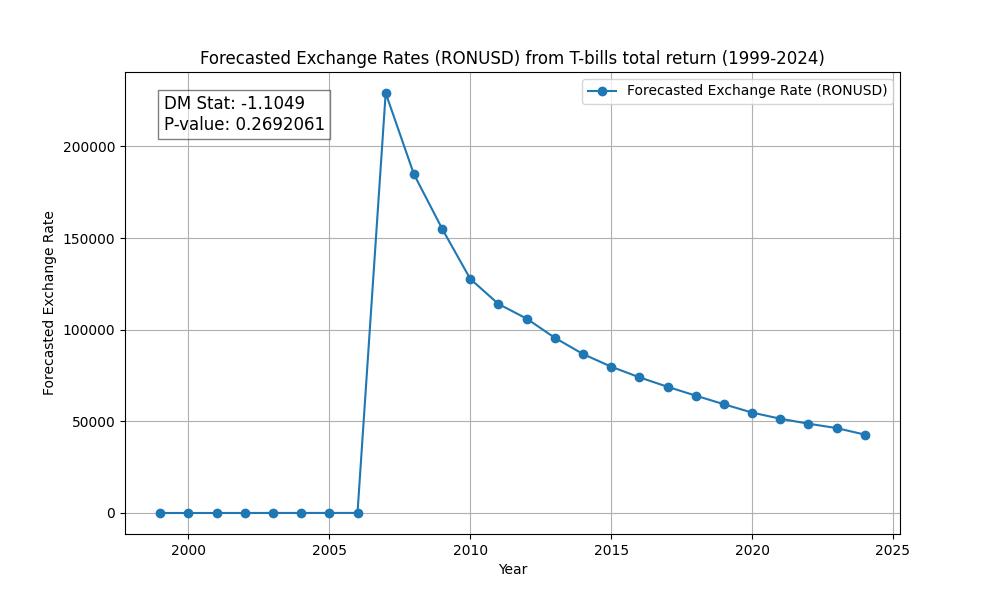 Forecasted Exchange Rates (RONUSD) from T-bills total return (1999-2024)
DM Stat: -1.1049
P-value: 0.2692061
Forecasted Exchange Rate (RONUSD)
Forecasted Exchange Rate
200000
150000
100000
50000
0
2000 2005 2010 2015 2020 2025
Year